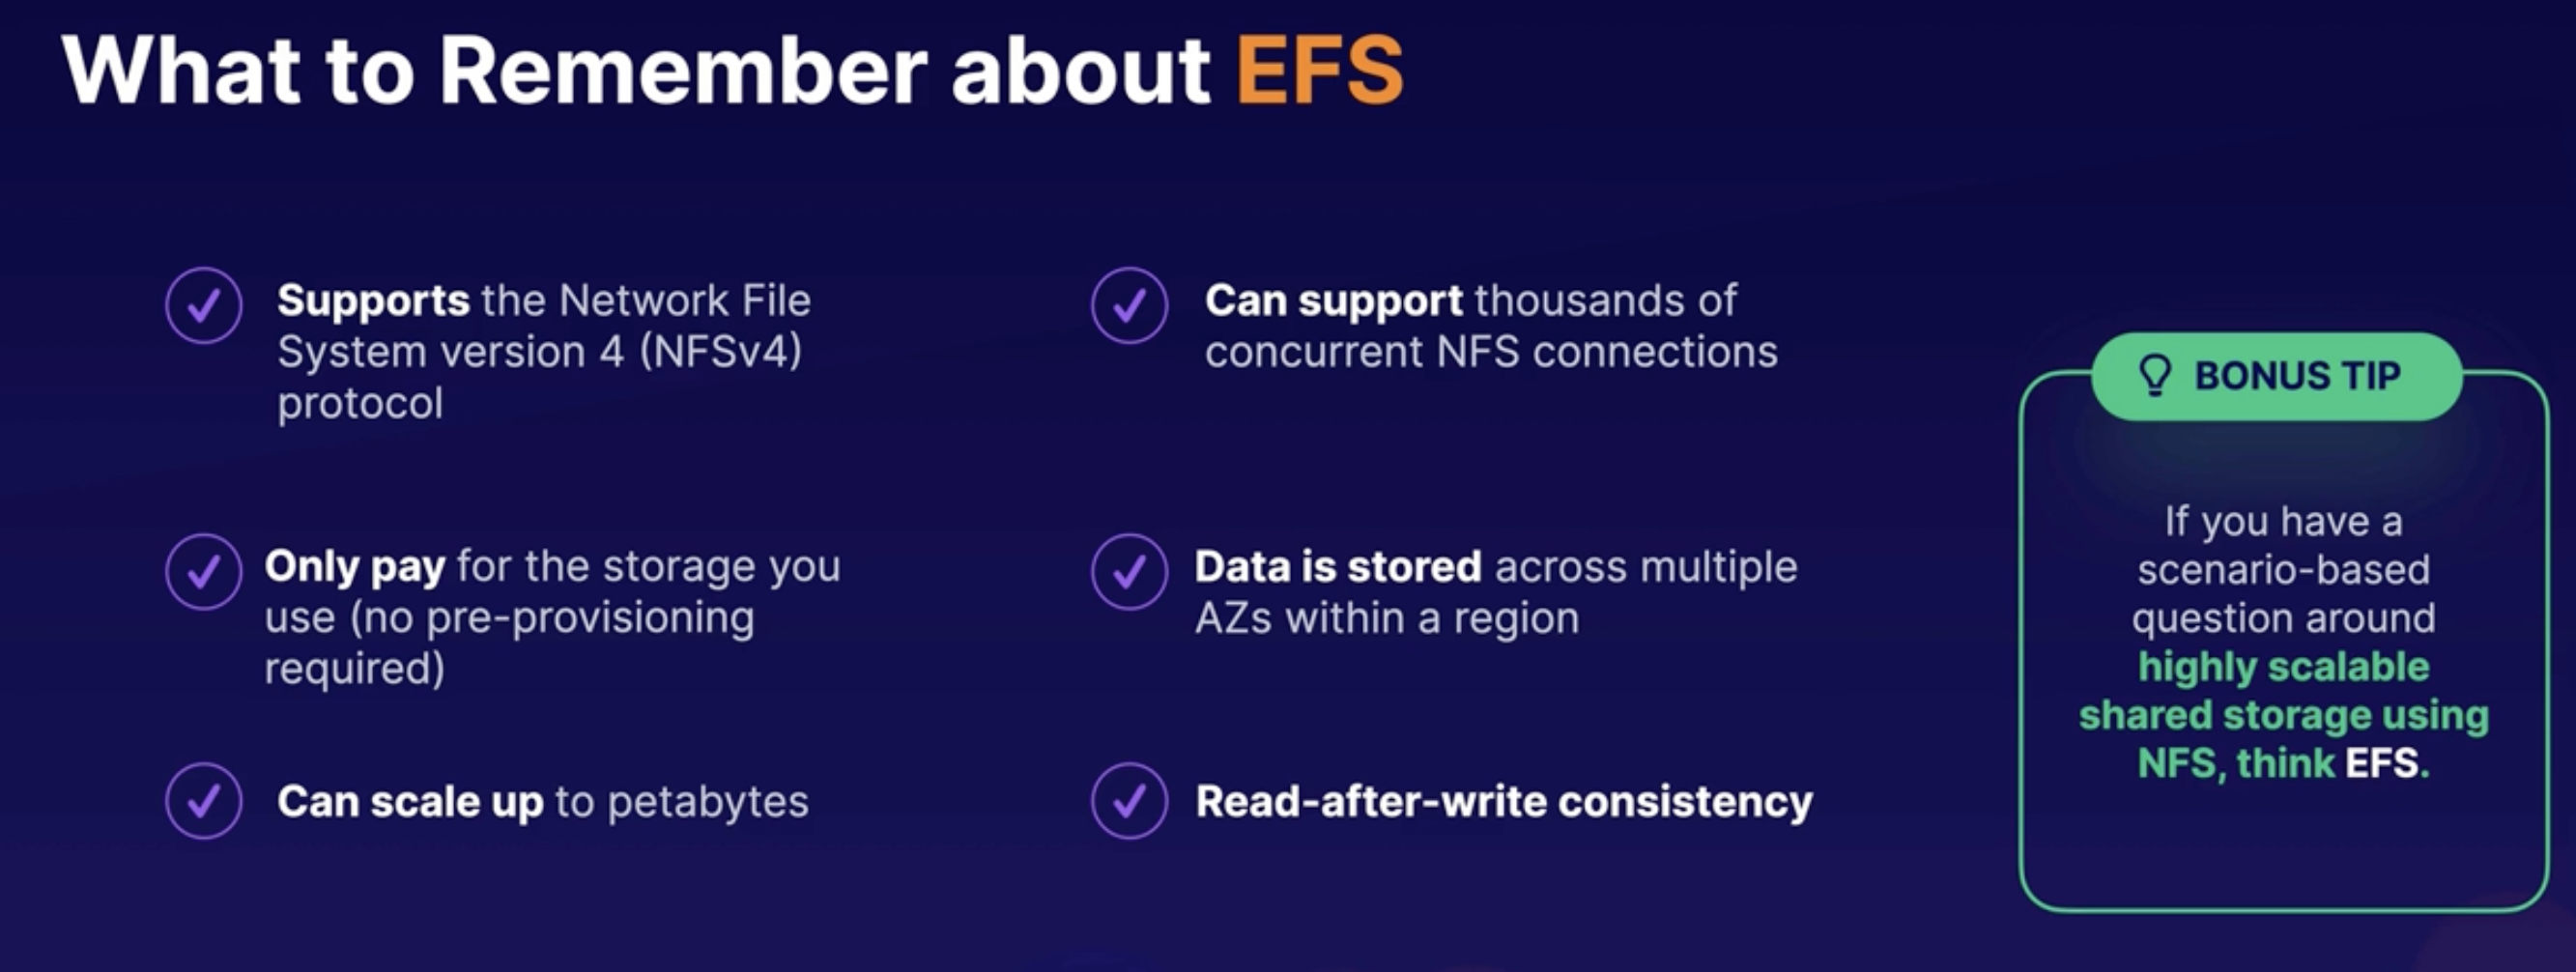 What to Remember about EFS
Supports the Network File
System version 4 (NFSv4)
protocol
Can support thousands of
concurrent NFS connections
Only pay for the storage you
use (no pre-provisioning
required)
Data is stored across multiple
AZs within a region
Can scale up to petabytes
Read-after-write consistency
BONUS TIP
If you have a
scenario-based
question around
highly scalable
shared storage using
NFS, think EFS.